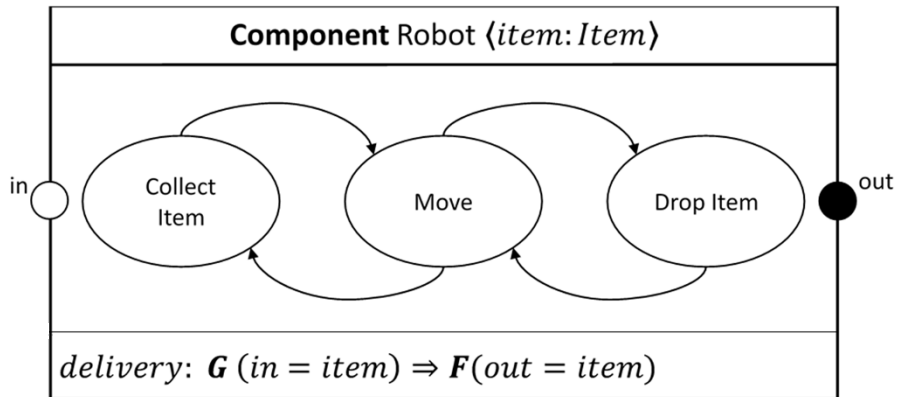 Component Robot ⟨item: Item⟩
in
Collect
Item
Move
Drop Item
out
delivery: G (in = item) ⇒ F(out = item)